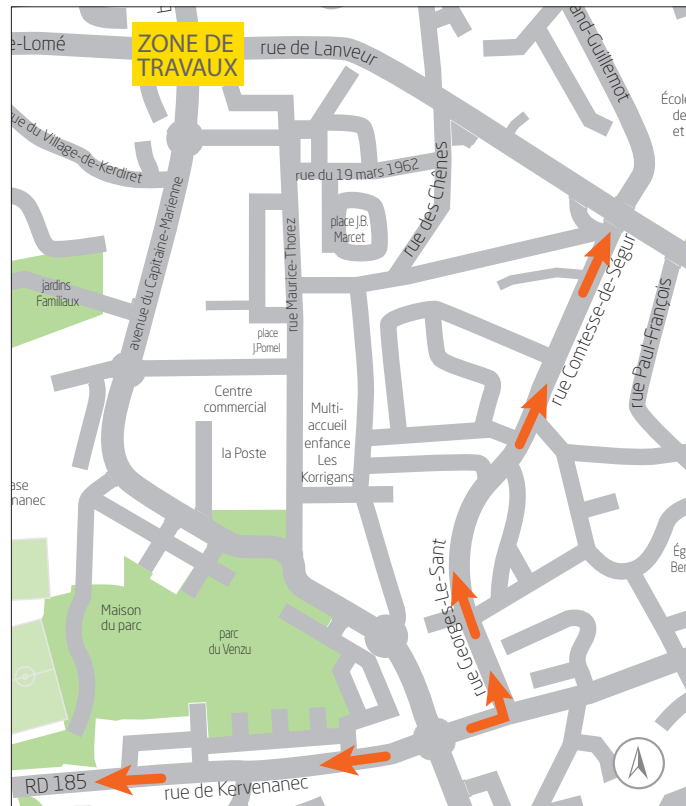 e-Lomé
ZONE DE
TRAVAUX
rue de Lanveur
and-Guillemot
École
de
et
rue du Village-de-Kerdiret
rue du 19 mars 1962
rue des Chênes
place J.B.
Marcet
avenue du Capitaine-Marienne
rue Maurice-Thorez
rue Comtesse-de-Ségur
rue Paul-François
jardins
Familiaux
place
J.Pomel
Centre
commercial
la Poste
Multi-
accueil
enfance
Les
Korrigans
ase
nanec
rue Georges-Le-Sant
Ég
Ber
Maison
du parc
parc
du Venzu
RD 185
rue de Kervenanec